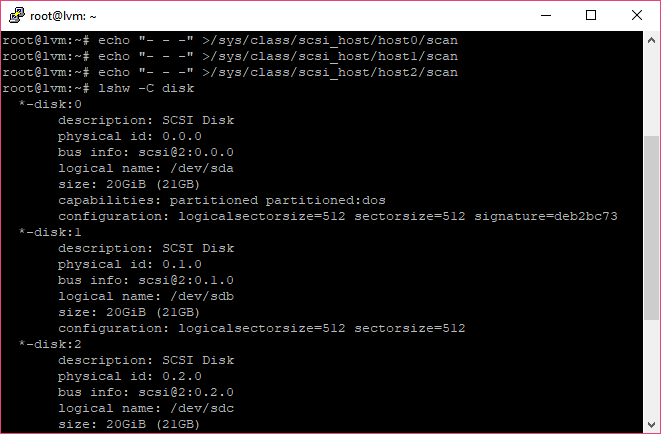 root@lvm: ~
root@lvm:~# echo "- - -" >/sys/class/scsi_host/host0/scan
root@lvm:~# echo "- - -" >/sys/class/scsi_host/host1/scan
root@lvm:~# echo "- - -" >/sys/class/scsi_host/host2/scan
root@lvm:~# lshw -C disk
  *-disk:0
       description: SCSI Disk
       physical id: 0.0.0
       bus info: scsi@2:0.0.0
       logical name: /dev/sda
       size: 20GiB (21GB)
       capabilities: partitioned partitioned:dos
       configuration: logicalsectorsize=512 sectorsize=512 signature=deb2bc73
  *-disk:1
       description: SCSI Disk
       physical id: 0.1.0
       bus info: scsi@2:0.1.0
       logical name: /dev/sdb
       size: 20GiB (21GB)
       configuration: logicalsectorsize=512 sectorsize=512
  *-disk:2
       description: SCSI Disk
       physical id: 0.2.0
       bus info: scsi@2:0.2.0
       logical name: /dev/sdc
       size: 20GiB (21GB)